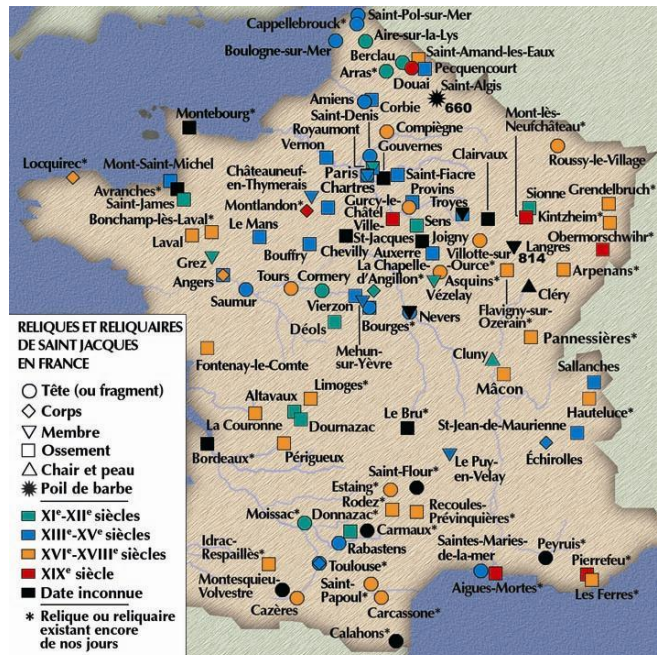 Saint-Pol-sur-Mer
Cappellebrouck*
Aire-sur-la-Lys
Boulogne-sur-Mer
Berclau
Saint-Amand-les-Eaux
Arras*
Douai
Pecquencourt
Saint-Algis
660
Amiens
Corbie
Saint-Denis
Royaumont
Compiègne
Gouvernes
Montebourg*
Vernon
Clairvaux
Mont-lès-
Neufchâteau*
Roussy-le-Village
Locquirec*
Mont-Saint-Michel
Châteauneuf-
en-Thymerais
Paris
Chartres
Saint-Fiacre
Provins
Troyes
Avranches*
Saint-James
Montlandon*
Gurcy-le-
Châtel
Sens
Sionne
Grendelbruch*
Kintzheim*
Bonchamp-lès-Laval*
Laval
Le Mans
Ville-
St-Jacques
Joigny
Langres
814
Obermorschwihr*
Bouffry
Chevilly
Auxerre
Villotte-sur
-Ource*
Arpenans*
Grez
Angers
Tours
Cormery
La Chapelle-
d'Angillon*
Asquins*
Vézelay
Cléry
Saumur
Vierzon
Bourges*
Nevers
Flavigny-sur-
Ozerain*
Déols
Mehun-
sur-Yèvre
Pannessières*
RELIQUES ET RELIQUAIRES
DE SAINT JACQUES
EN FRANCE
Tête (ou fragment)
Corps
Membre
Ossement
Chair et peau
Poil de barbe
XIe-XIIe siècles
XIIIe-XVe siècles
XVIe-XVIIIe siècles
XIXe siècle
Date inconnue
* Relique ou reliquaire
existant encore
de nos jours
Fontenay-le-Comte
Cluny
Mâcon
Sallanches
Hauteluce*
Altavaux
Limoges*
La Couronne
Dournazac
Le Bru*
St-Jean-de-Maurienne
Bordeaux*
Périgueux
Le Puy-
en-Velay
Échirolles
Saint-Flour*
Estaing*
Rodez*
Recoules-
Prévinquières*
Moissac*
Donnazac*
Carmaux*
Rabastens
Saintes-Maries-
de-la-mer
Peyruis*
Idrac-
Respaillès*
Toulouse*
Pierrefeu*
Montesquieu-
Volvestre
Saint-
Papoul*
Aigues-Mortes*
Les Ferres*
Cazères
Carcassone*
Calahons*